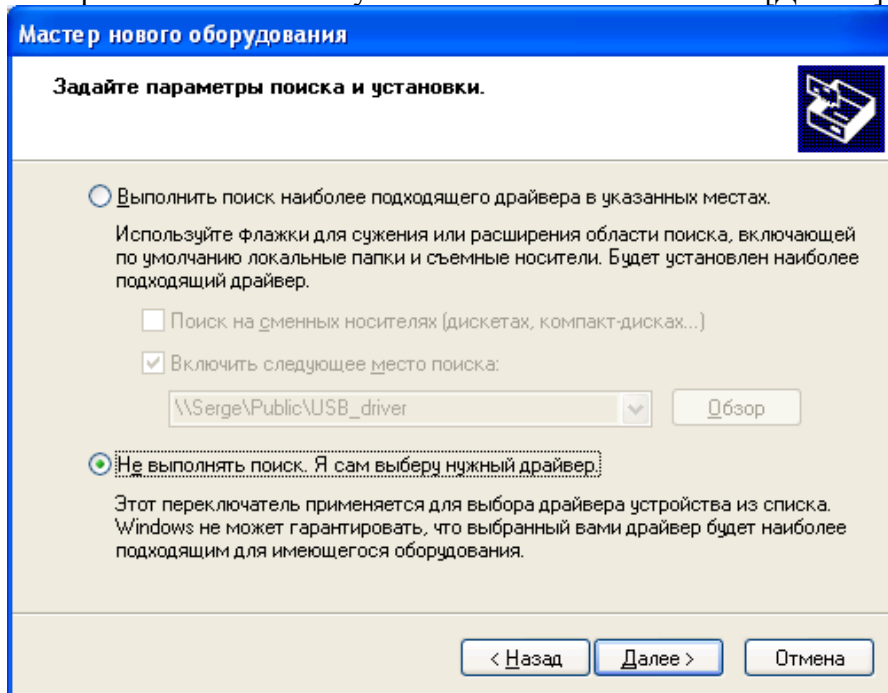 Мастер нового оборудования
Задайте параметры поиска и установки.
Выполнить поиск наиболее подходящего драйвера в указанных местах.
Используйте флажки для сужения или расширения области поиска, включающей
по умолчанию локальные папки и съемные носители. Будет установлен наиболее
подходящий драйвер.
Поиск на сменных носителях (дискетах, компакт-дисках...)
Включить следующее место поиска:
\\Serge\Public\USB_driver
Обзор
Не выполнять поиск. Я сам выберу нужный драйвер.
Этот переключатель применяется для выбора драйвера устройства из списка.
Windows не может гарантировать, что выбранный вами драйвер будет наиболее
подходящим для имеющегося оборудования.
< Назад Далее > Отмена